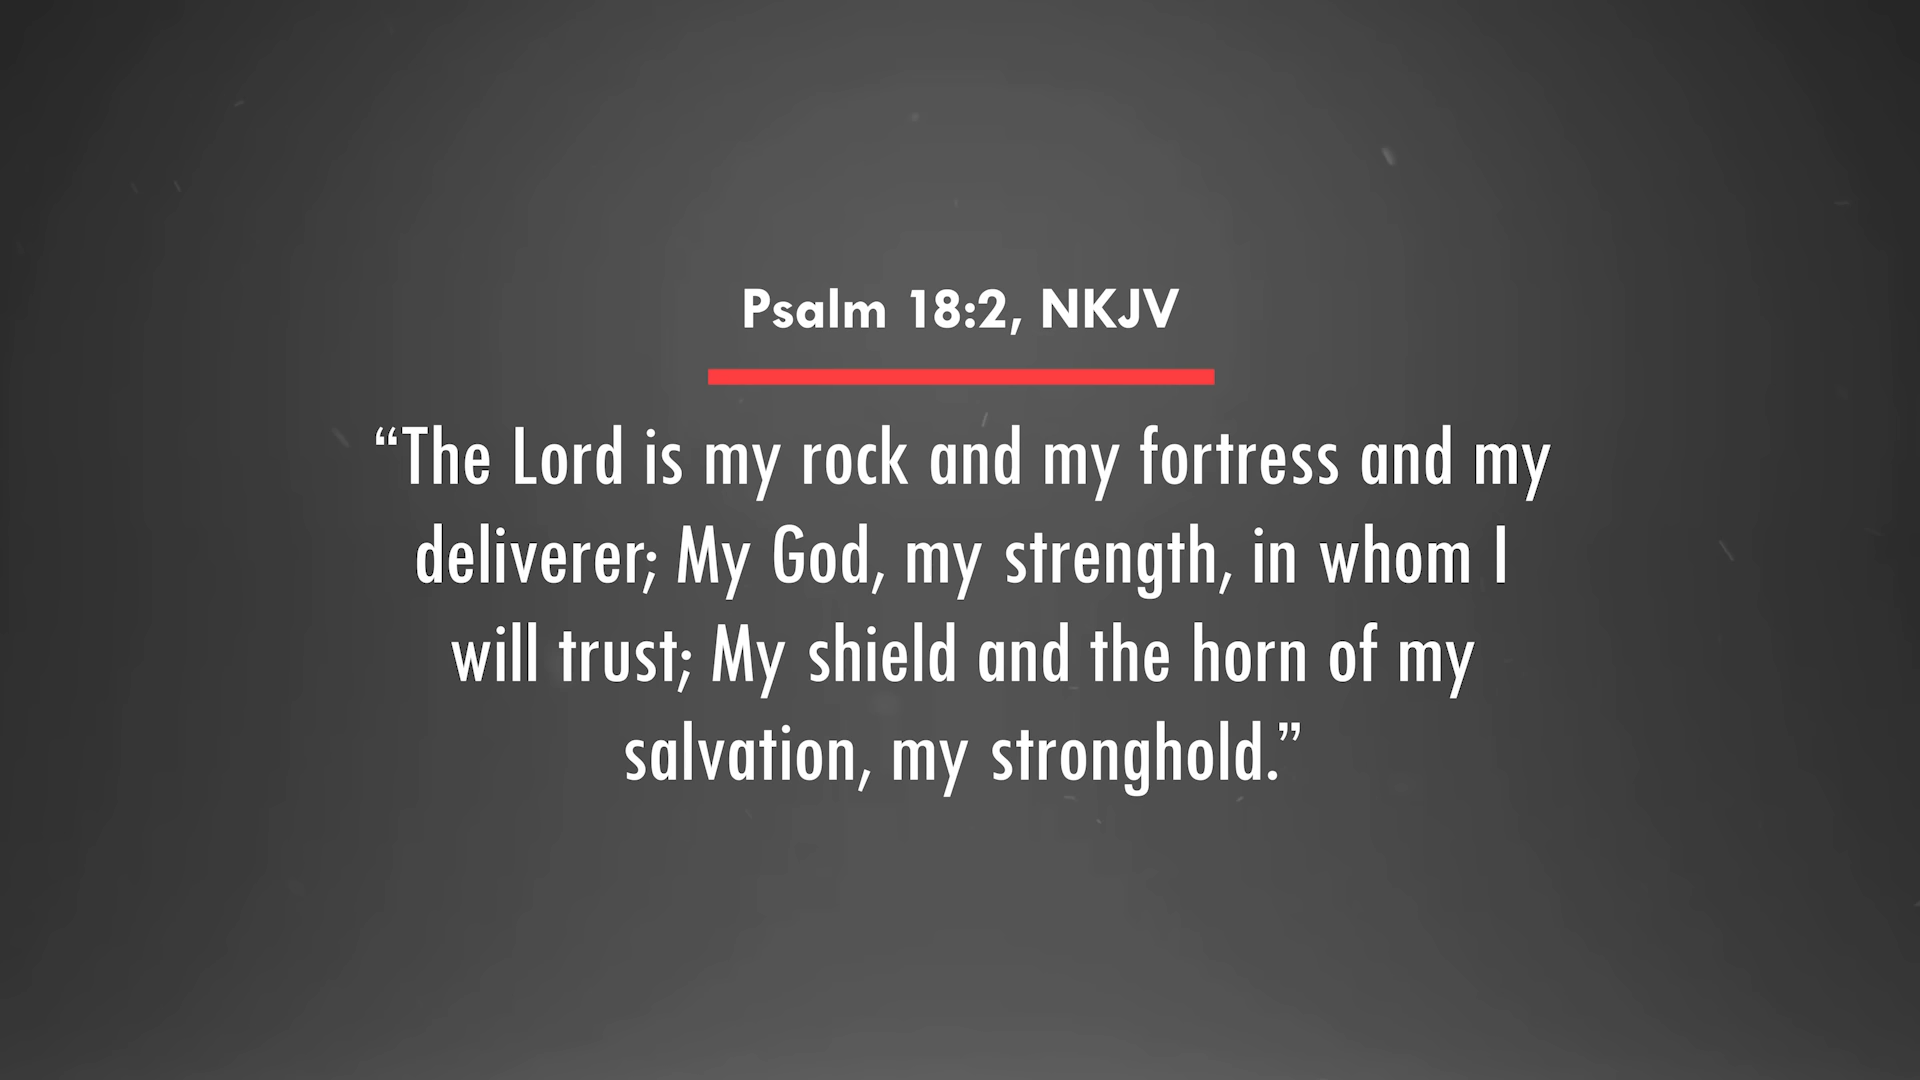 Psalm 18:2, NKJV
“The Lord is my rock and my fortress and my
deliverer; My God, my strength, in whom I
will trust; My shield and the horn of my
salvation, my stronghold.”